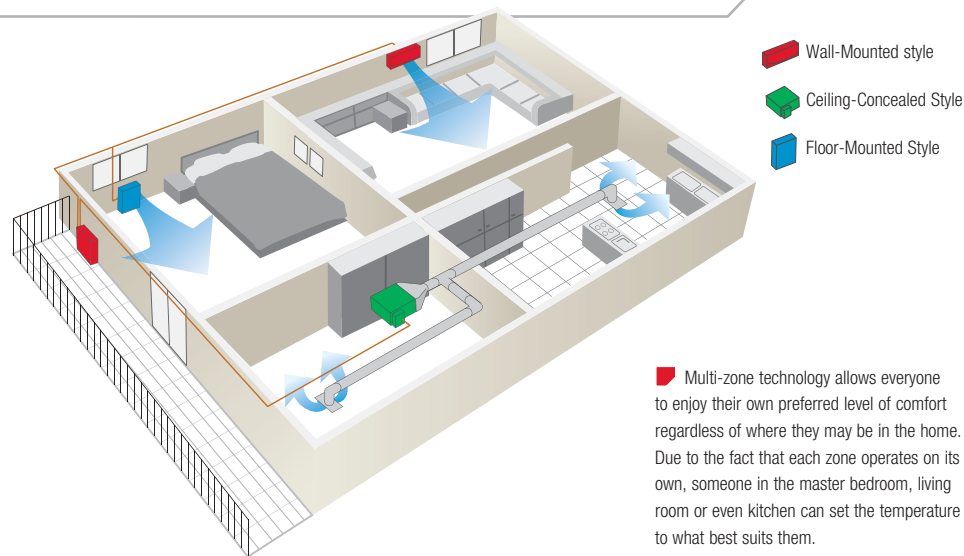 Wall-Mounted style
Ceiling-Concealed Style
Floor-Mounted Style
Multi-zone technology allows everyone
to enjoy their own preferred level of comfort
regardless of where they may be in the home.
Due to the fact that each zone operates on its
own, someone in the master bedroom, living
room or even kitchen can set the temperature
to what best suits them.